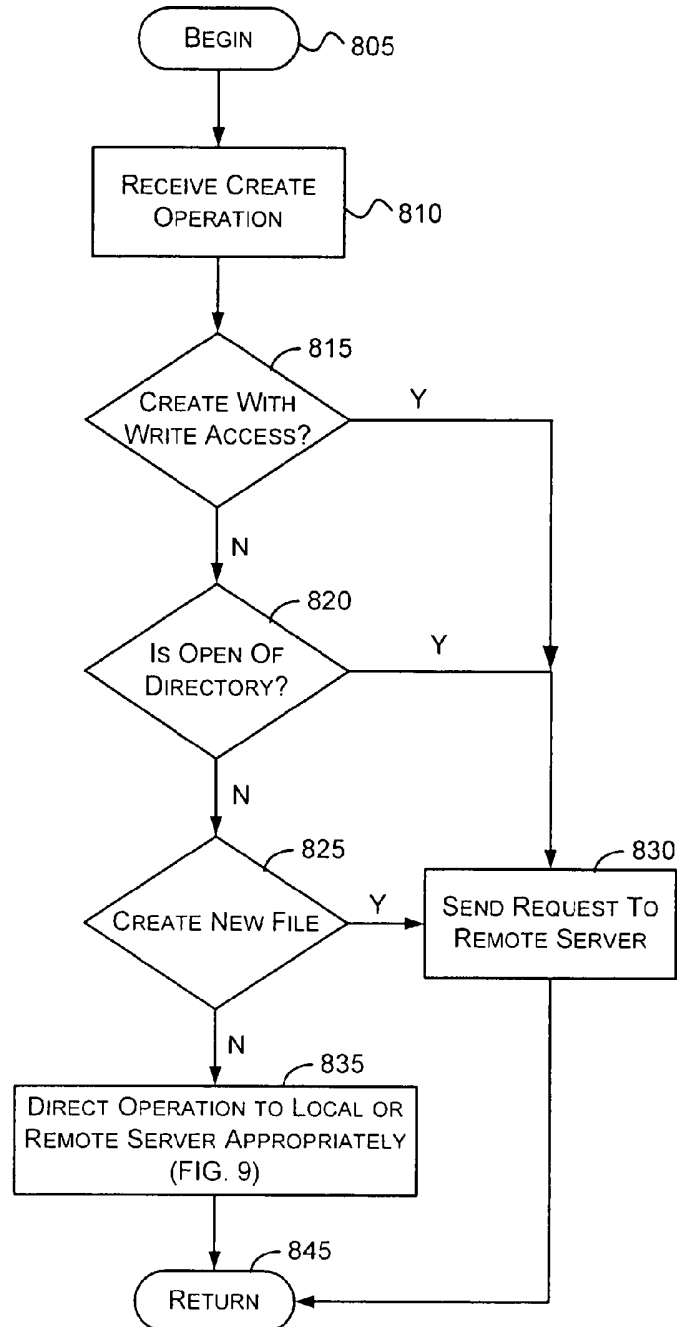 BEGIN
805
RECEIVE CREATE
OPERATION
810
815
CREATE WITH
WRITE ACCESS?
Y
N
820
IS OPEN OF
DIRECTORY?
Y
N
825
CREATE NEW FILE
Y
830
SEND REQUEST TO
REMOTE SERVER
N
835
DIRECT OPERATION TO LOCAL OR
REMOTE SERVER APPROPRIATELY
(FIG. 9)
845
RETURN